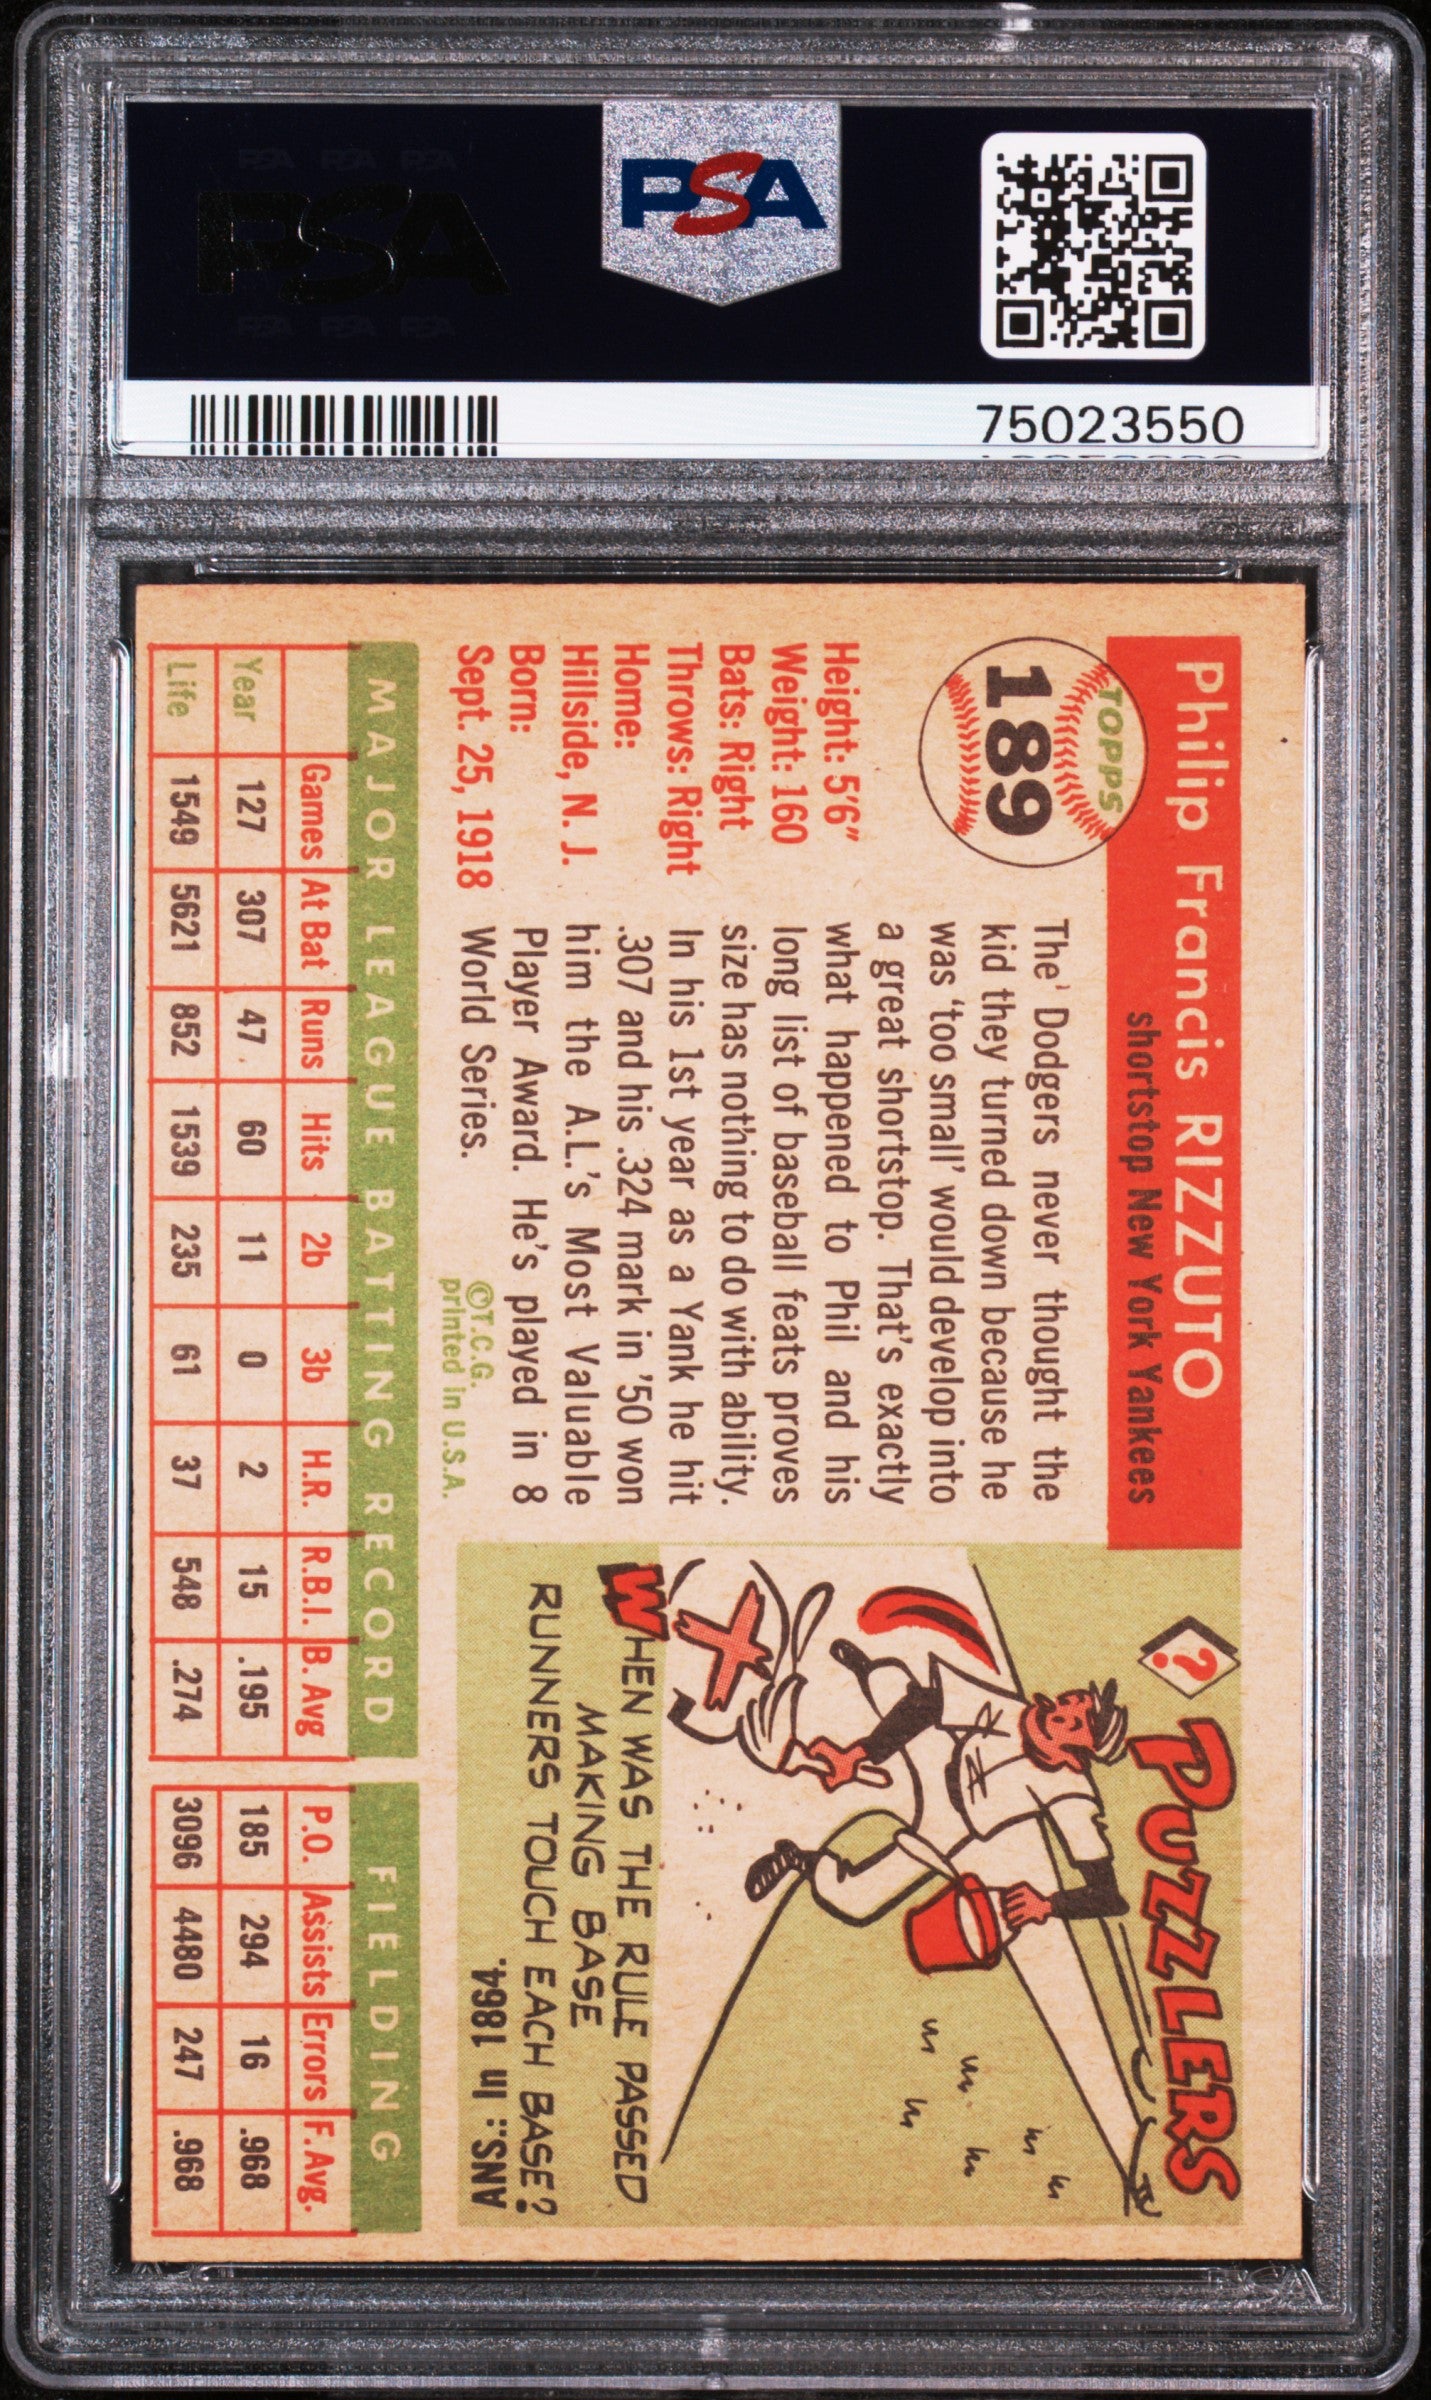 PSA PSA PSA
PSA
PSA PSA PSA
PSA
75023550
TOPPS
189
Philip Francis RIZZUTO
shortstop New York Yankees
Height: 5'6"
Weight: 160
Bats: Right
Throws: Right
Home:
Hillside, N. J.
Born:
Sept. 25, 1918
The' Dodgers never thought the
kid they turned down because he
was 'too small' would develop into
a great shortstop. That's exactly
what happened to Phil and his
long list of baseball feats proves
size has nothing to do with ability.
In his 1st year as a Yank he hit
.307 and his .324 mark in '50 won
him the A.L.'s Most Valuable
Player Award. He's played in 8
World Series.
©T.C.G.
printed in U.S.A.
? PUZZLERS
WHEN WAS THE RULE PASSED
MAKING BASE
RUNNERS TOUCH EACH BASE?
ANS: In 1864.
MAJOR LEAGUE BATTING RECORD FIELDING
Games At Bat Runs Hits 2b 3b H.R. R.B.I. B. Avg P.O. Assists Errors F. Avg.
Year 127 307 47 60 11 0 2 15 .195 185 294 16 .968
Life 1549 5621 852 1539 235 61 37 548 .274 3096 4480 247 .968
PSA